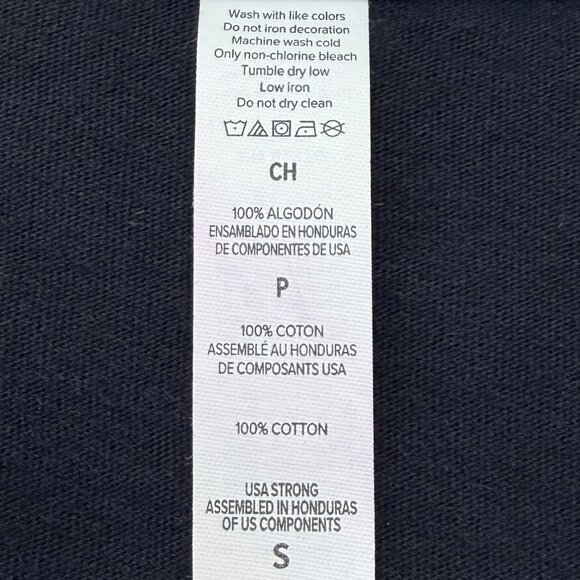 Wash with like colors
Do not iron decoration
Machine wash cold
Only non-chlorine bleach
Tumble dry low
Low iron
Do not dry clean
CH
100% ALGODÓN
ENSAMBLADO EN HONDURAS
DE COMPONENTES DE USA
P
100% COTON
ASSEMBLÉ AU HONDURAS
DE COMPOSANTS USA
100% COTTON
USA STRONG
ASSEMBLED IN HONDURAS
OF US COMPONENTS
S